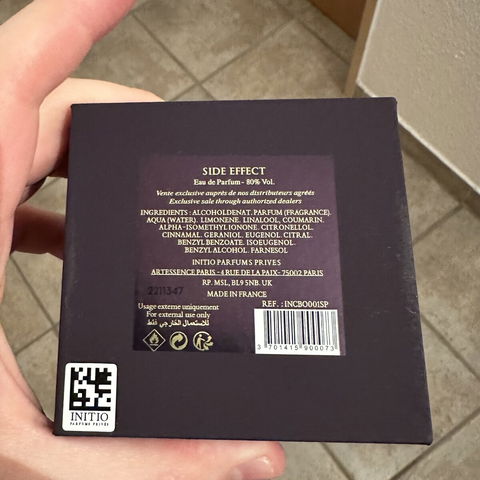 SIDE EFFECT
Eau de Parfum - 80% Vol.
Vente exclusive auprés de nos distributeurs agréés
Exclusive sale through authorized dealers
INGREDIENTS : ALCOHOLDENAT. PARFUM (FRAGRANCE).
AQUA (WATER). LIMONENE. LINALOOL, COUMARIN.
ALPHA-ISOMETHYL IONONE. CITRONELLOL.
CINNAMAL. GERANIOL. EUGENOL. CITRAL.
BENZYL BENZOATE. ISOEUGENOL.
BENZYL ALCOHOL. FARNESOL
INITIO PARFUMS PRIVES
ARTESSENCE PARIS - 4 RUE DE LA PAIX- 75002 PARIS
RP. MSL, BL9 5NB. U-K
MADE IN FRANCE
2211347
REF. : INCBO001SP
Usage externe uniquement
For external use only
للاستعمال الخارجي فقط
3 701415 900073
INITIO
PARFUMS PRIVÉS